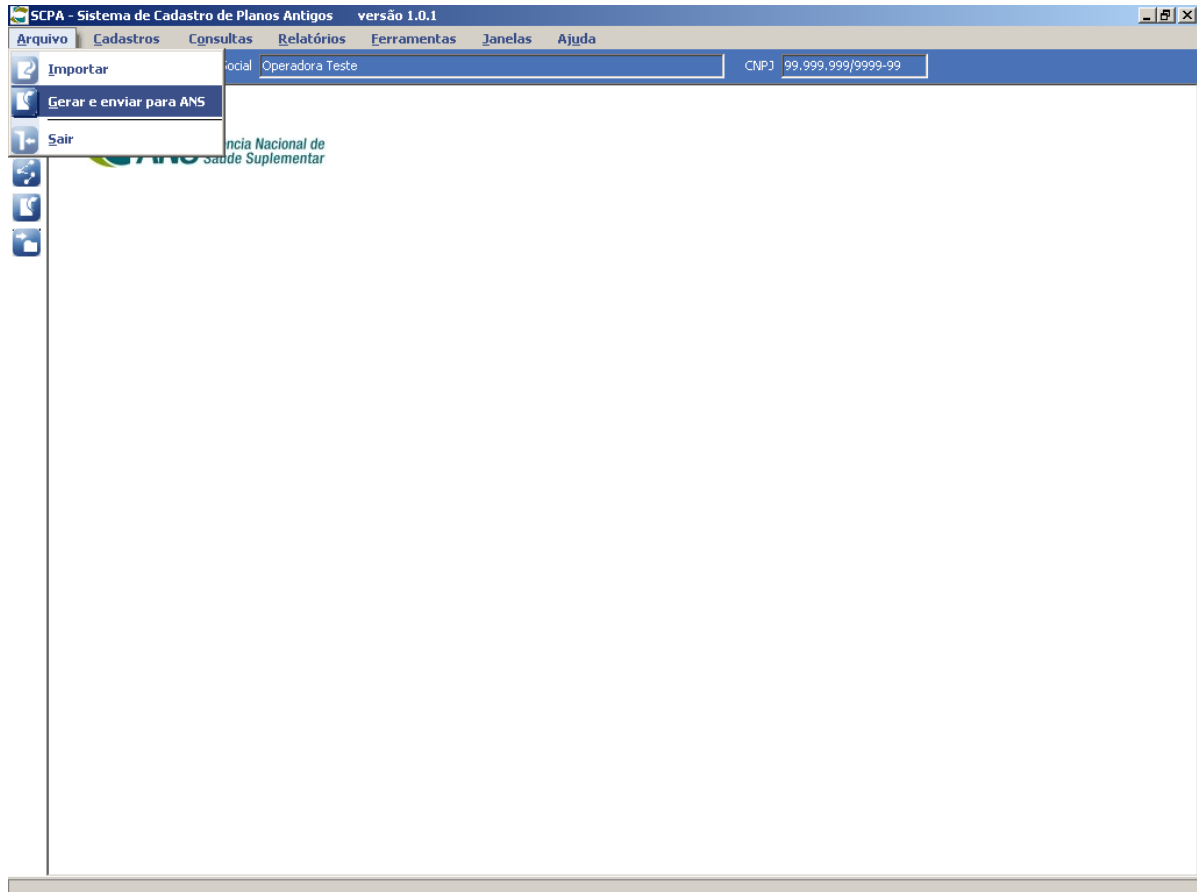 SCPA - Sistema de Cadastro de Planos Antigos versão 1.0.1
Arquivo Cadastros Consultas Relatórios Ferramentas Janelas Ajuda
Social Operadora Teste CNPJ 99.999.999/9999-99
Importar
Gerar e enviar para ANS
Sair
ência Nacional de
Saúde Suplementar